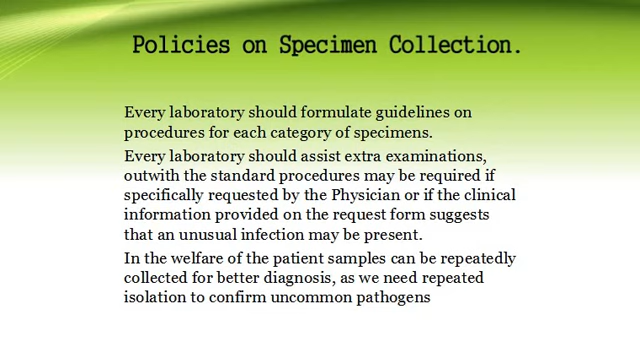 Policies on Specimen Collection.
Every laboratory should formulate guidelines on
procedures for each category of specimens.
Every laboratory should assist extra examinations,
outwith the standard procedures may be required if
specifically requested by the Physician or if the clinical
information provided on the request form suggests
that an unusual infection may be present.
In the welfare of the patient samples can be repeatedly
collected for better diagnosis, as we need repeated
isolation to confirm uncommon pathogens